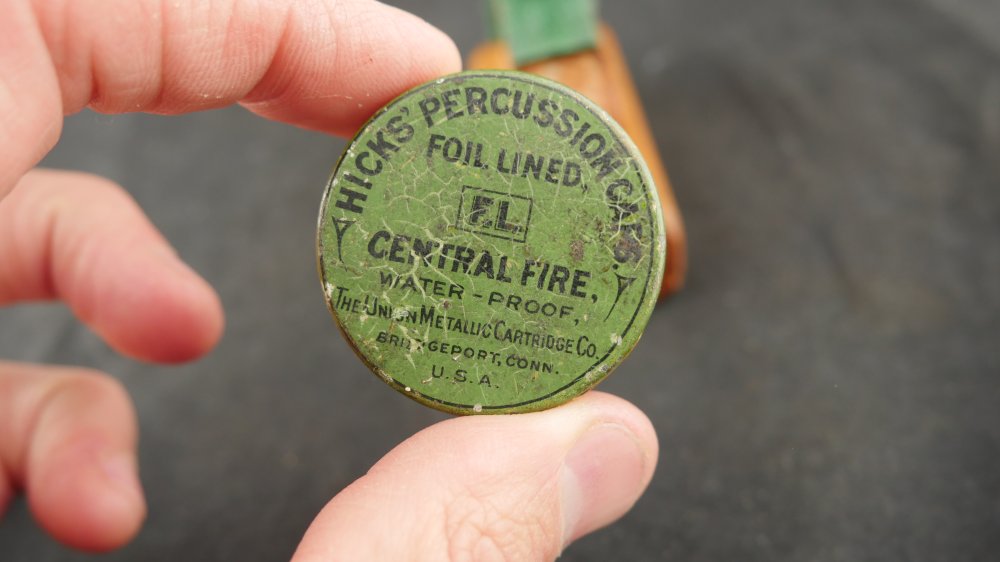 HICKS' PERCUSSION CAPS,
FOIL LINED,
F.L.
CENTRAL FIRE,
WATER-PROOF,
THE UNION METALLIC CARTRIDGE CO.
BRIDGEPORT, CONN.
U.S.A.